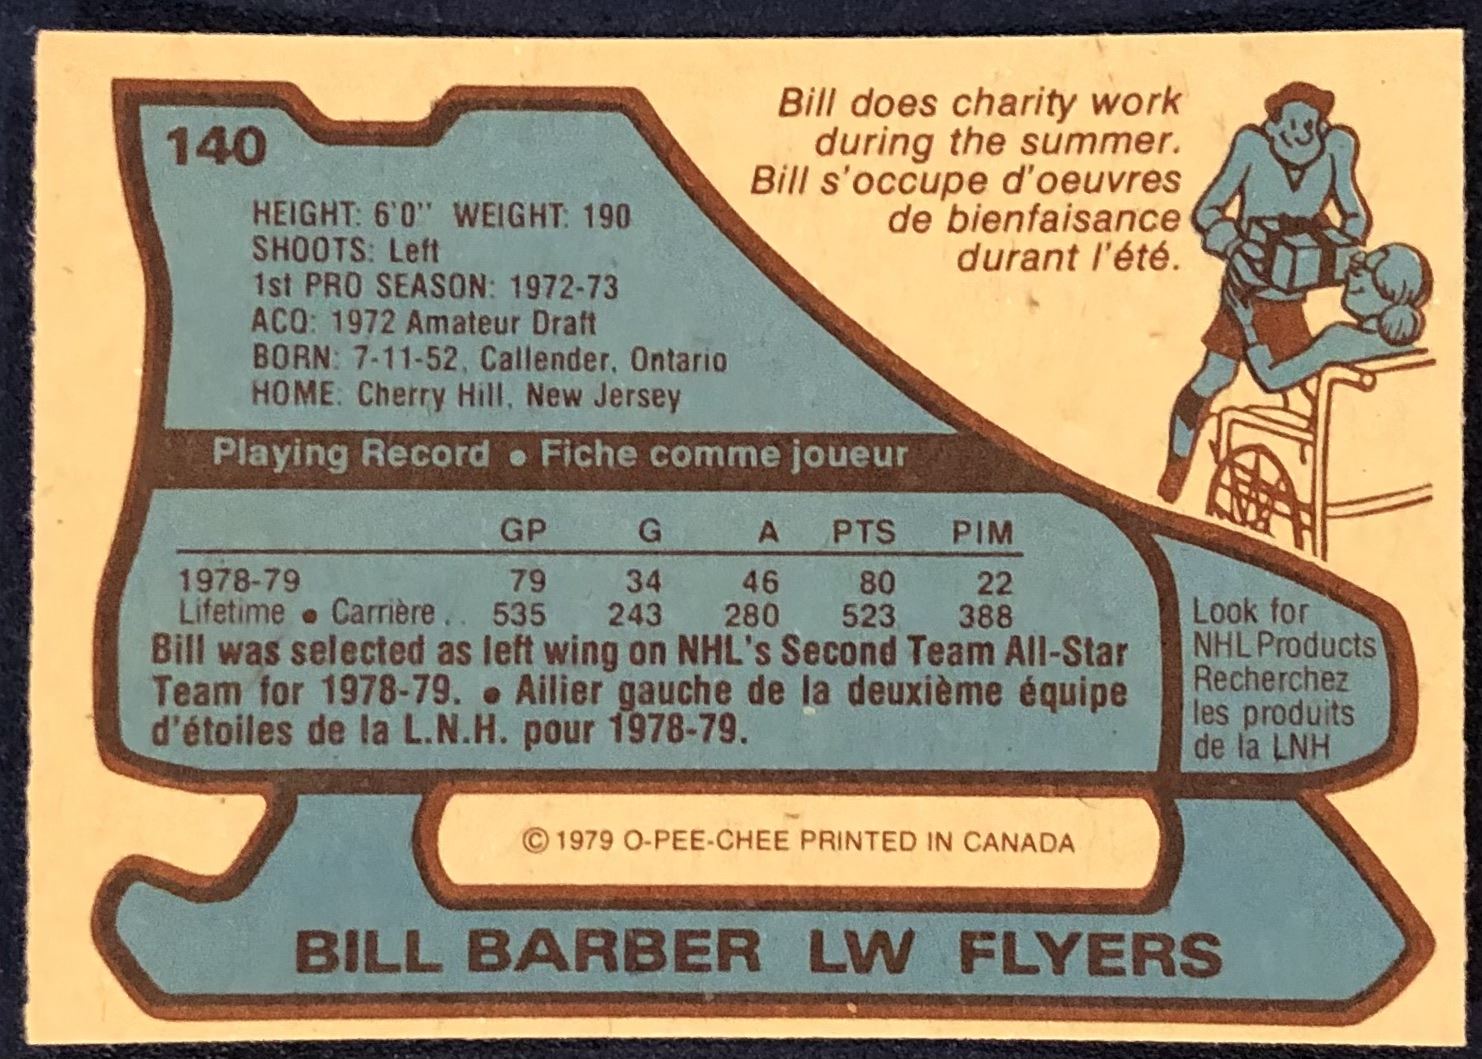 140
Bill does charity work
during the summer.
Bill s'occupe d'oeuvres
de bienfaisance
durant l'été.
HEIGHT: 6'0" WEIGHT: 190
SHOOTS: Left
1st PRO SEASON: 1972-73
ACQ: 1972 Amateur Draft
BORN: 7-11-52, Callender, Ontario
HOME: Cherry Hill, New Jersey
Playing Record • Fiche comme joueur
GP G A PTS PIM
1978-79 79 34 46 80 22
Lifetime • Carrière .. 535 243 280 523 388
Bill was selected as left wing on NHL's Second Team All-Star
Team for 1978-79. • Ailier gauche de la deuxième équipe
d'étoiles de la L.N.H. pour 1978-79.
Look for
NHL Products
Recherchez
les produits
de la LNH
© 1979 O-PEE-CHEE PRINTED IN CANADA
BILL BARBER LW FLYERS